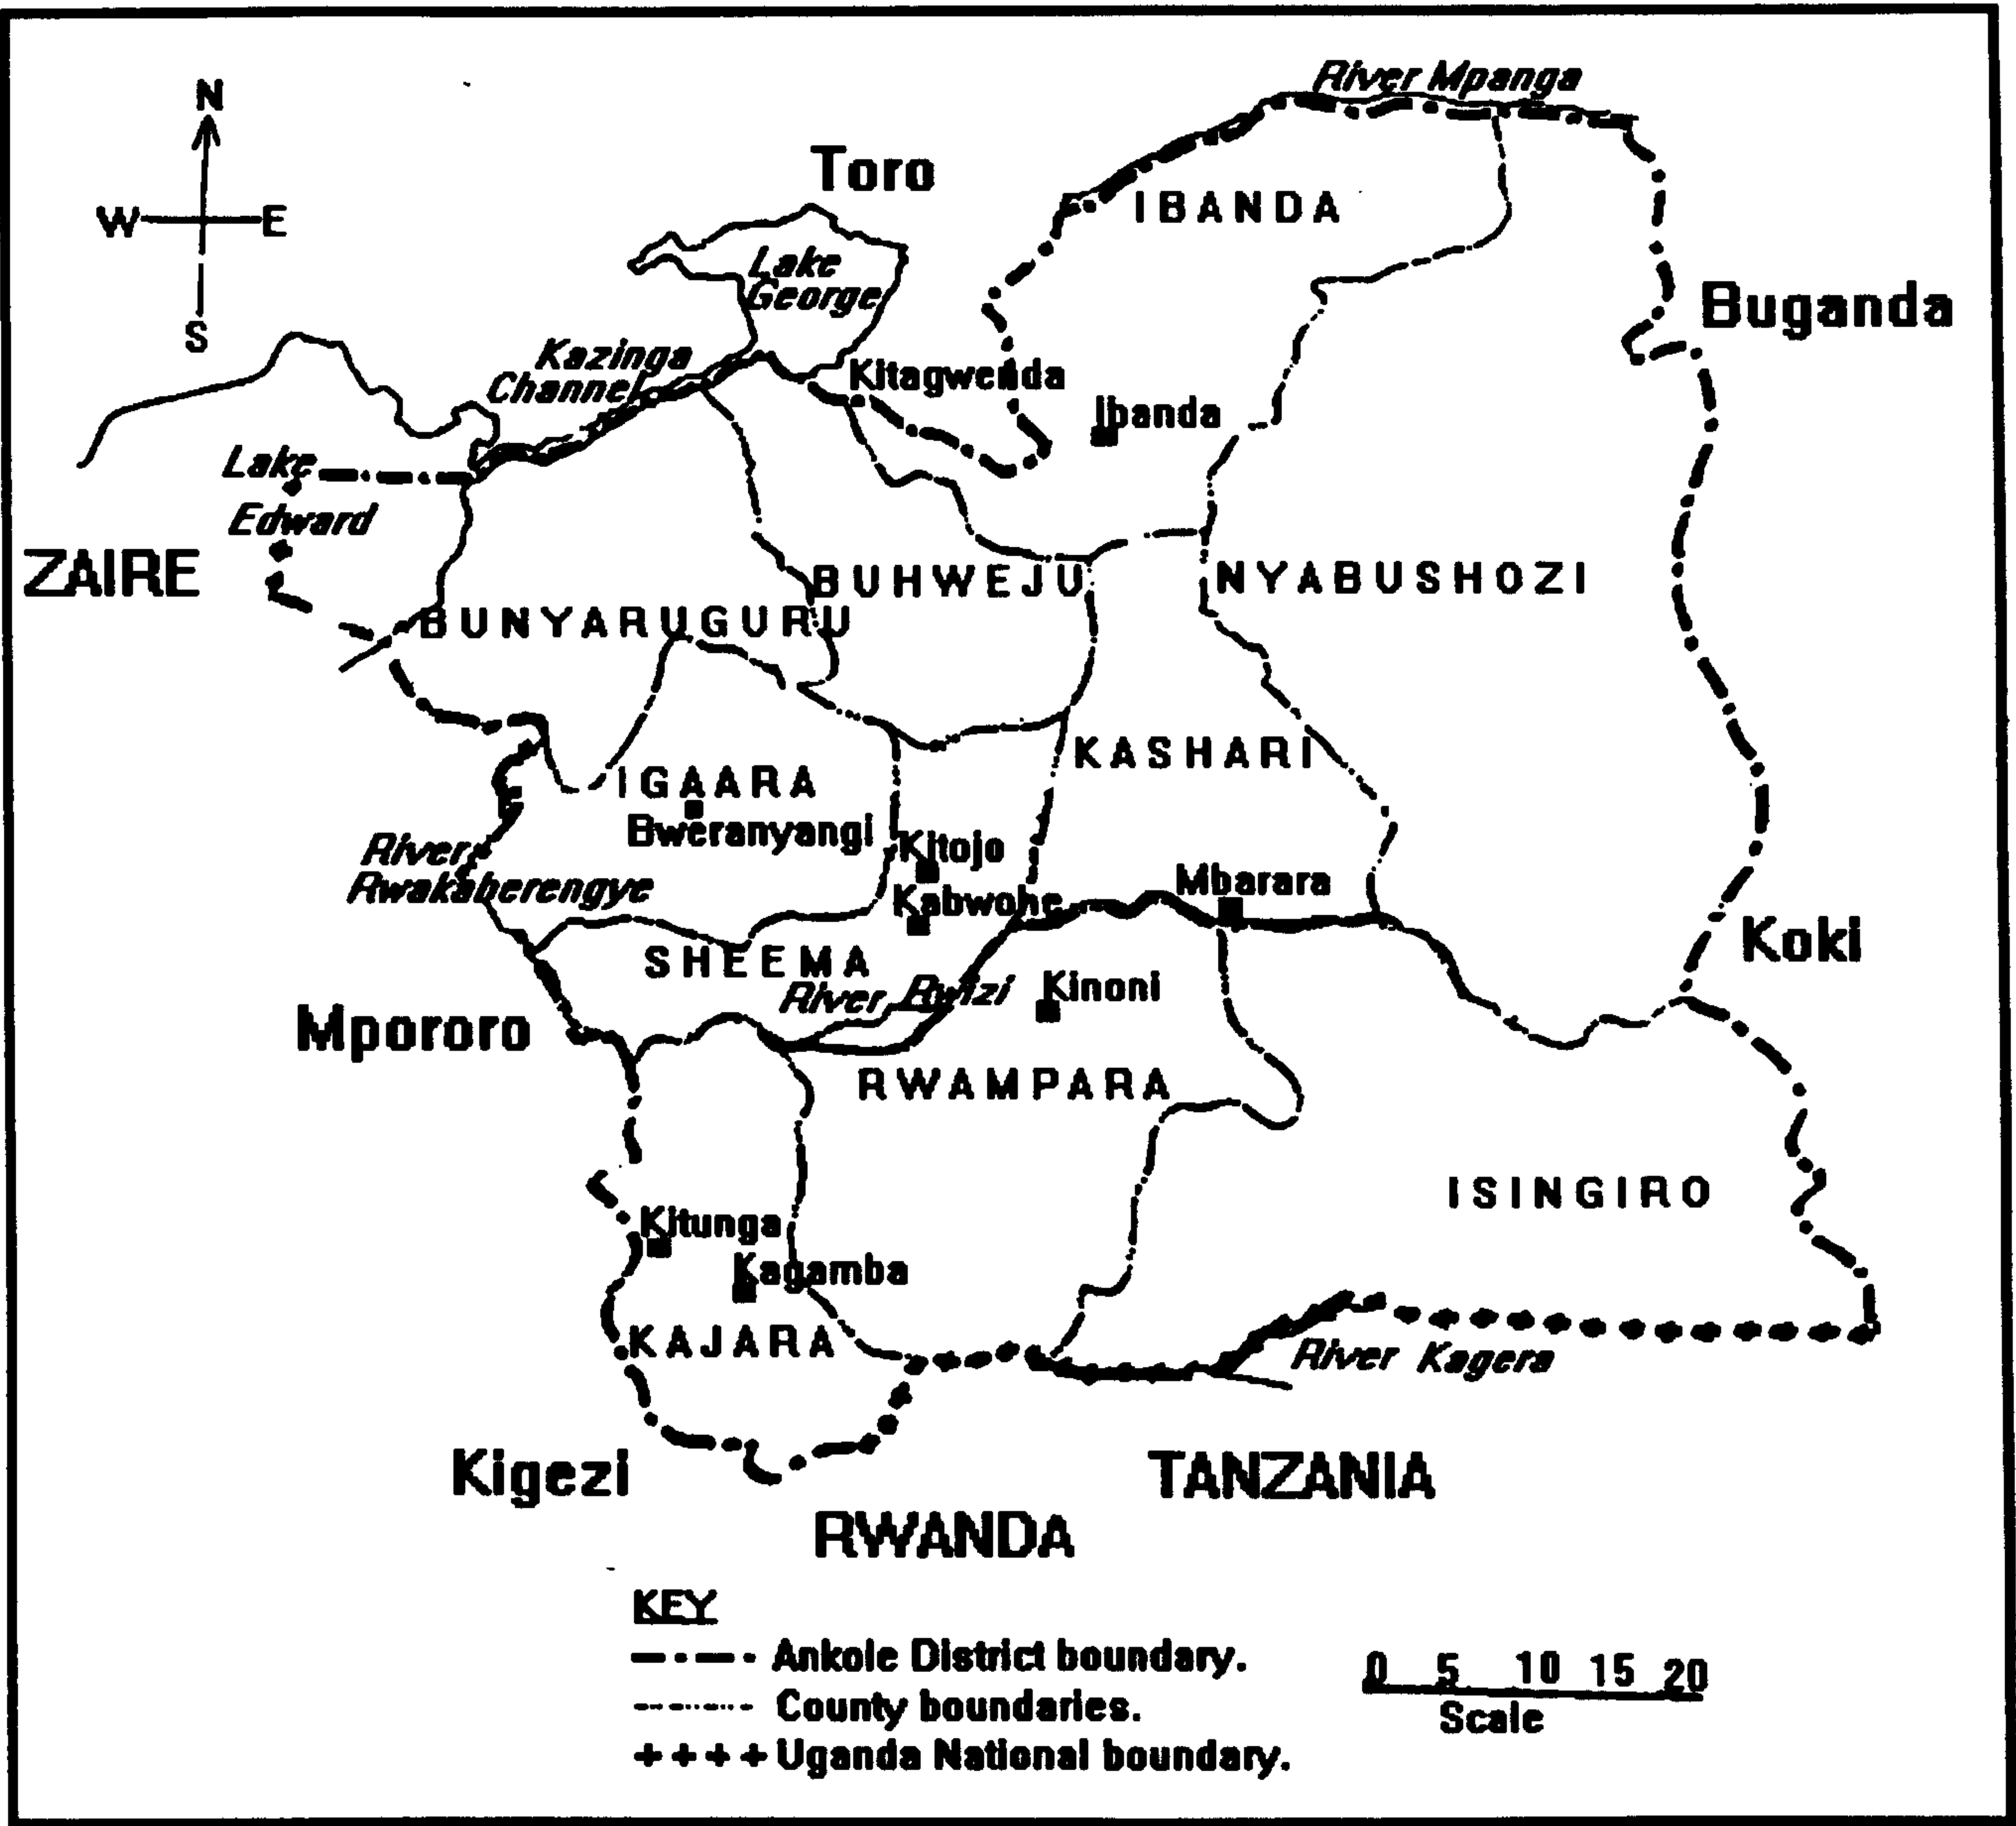 River Mpanga
N
Toro
IBANDA
W
E
Lake
George
Buganda
S
Kazinga
Channel
Kitagwenda
Ibanda
Lake
Edward
ZAIRE
BUHWEJU
NYABUSHOZI
BUNYARUGURU
KASHARI
IGAARA
Bweranyangi
Kitojo
River
Rwakaberengye
Mbarara
Kabwohe
Koki
SHEEMA
River Rwizi
Kinoni
Mpororo
RWAMPARA
ISINGIRO
Kitunga
Kagamba
KAJARA
River Kagera
Kigezi
TANZANIA
RWANDA
KEY
Ankole District boundary.
County boundaries.
Uganda National boundary.
0 5 10 15 20
Scale